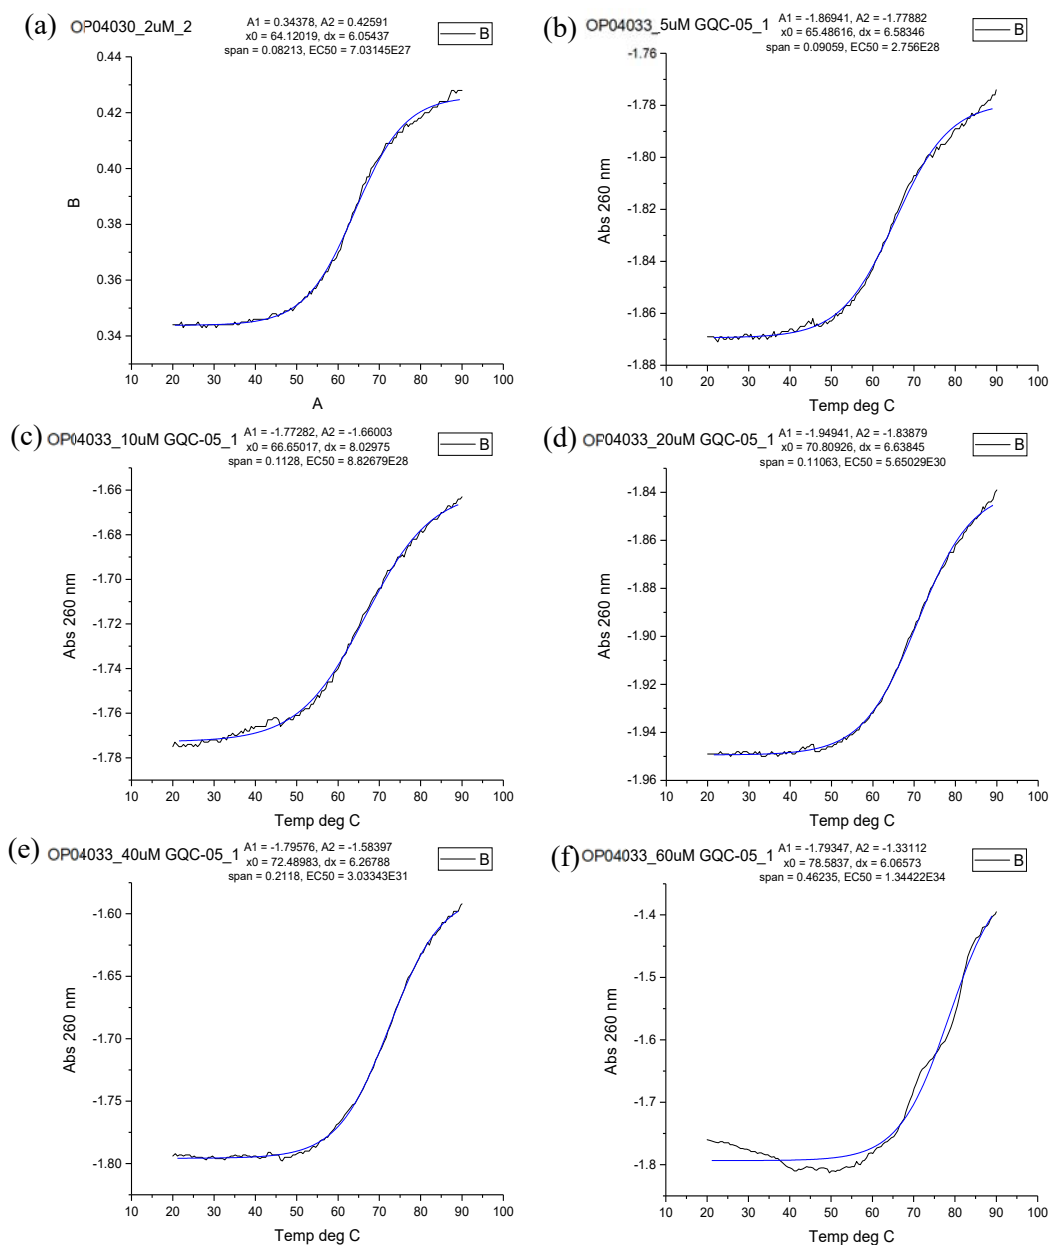 (a) OP04030_2uM_2
A1 = 0.34378, A2 = 0.42591
x0 = 64.12019, dx = 6.05437
span = 0.08213, EC50 = 7.03145E27
B
0.44
0.42
0.40
0.38
0.36
0.34
B
10 20 30 40 50 60 70 80 90 100
A
(b) OP04033_5uM GQC-05_1
A1 = -1.86941, A2 = -1.77882
x0 = 65.48616, dx = 6.58346
span = 0.09059, EC50 = 2.756E28
B
-1.76
-1.78
-1.80
-1.82
-1.84
-1.86
-1.88
Abs 260 nm
10 20 30 40 50 60 70 80 90 100
Temp deg C
(c) OP04033_10uM GQC-05_1
A1 = -1.77282, A2 = -1.66003
x0 = 66.65017, dx = 8.02975
span = 0.1128, EC50 = 8.82679E28
B
-1.66
-1.68
-1.70
-1.72
-1.74
-1.76
-1.78
Abs 260 nm
10 20 30 40 50 60 70 80 90 100
Temp deg C
(d) OP04033_20uM GQC-05_1
A1 = -1.94941, A2 = -1.83879
x0 = 70.80926, dx = 6.63845
span = 0.11063, EC50 = 5.65029E30
B
-1.84
-1.86
-1.88
-1.90
-1.92
-1.94
-1.96
Abs 260 nm
10 20 30 40 50 60 70 80 90 100
Temp deg C
(e) OP04033_40uM GQC-05_1
A1 = -1.79576, A2 = -1.58397
x0 = 72.48983, dx = 6.26788
span = 0.2118, EC50 = 3.03343E31
B
-1.60
-1.65
-1.70
-1.75
-1.80
Abs 260 nm
10 20 30 40 50 60 70 80 90 100
Temp deg C
(f) OP04033_60uM GQC-05_1
A1 = -1.79347, A2 = -1.33112
x0 = 78.5837, dx = 6.06573
span = 0.46235, EC50 = 1.34422E34
B
-1.4
-1.5
-1.6
-1.7
-1.8
Abs 260 nm
10 20 30 40 50 60 70 80 90 100
Temp deg C